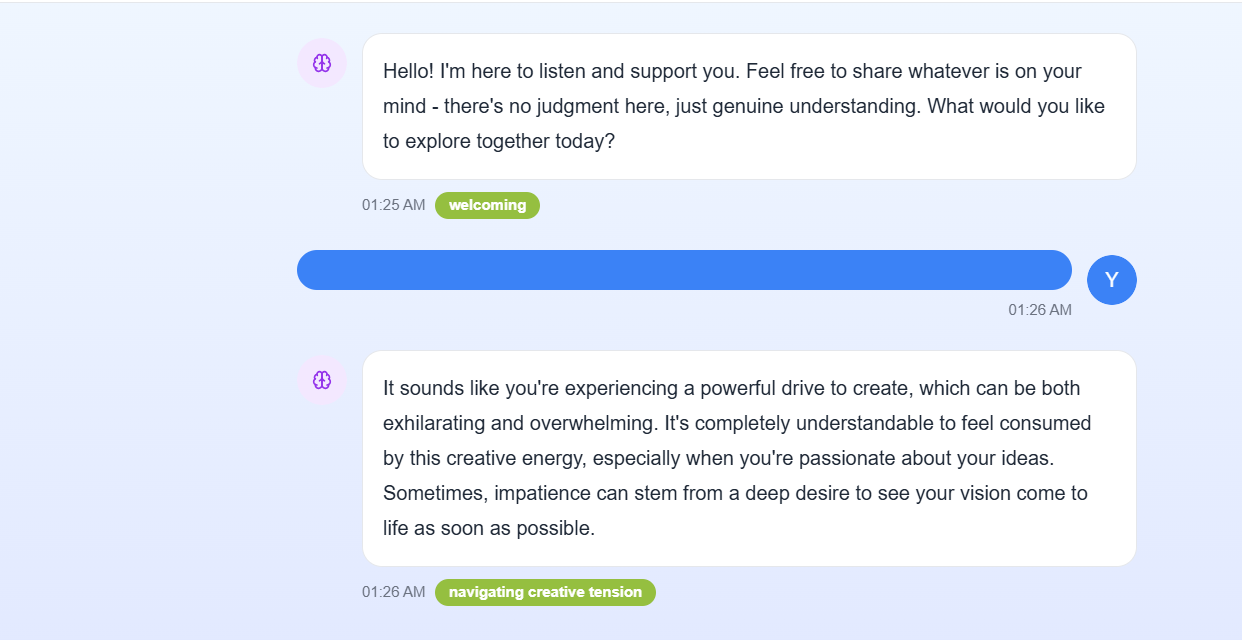 Hello! I'm here to listen and support you. Feel free to share whatever is on your
mind - there's no judgment here, just genuine understanding. What would you like
to explore together today?
01:25 AM welcoming
Y
01:26 AM
It sounds like you're experiencing a powerful drive to create, which can be both
exhilarating and overwhelming. It's completely understandable to feel consumed
by this creative energy, especially when you're passionate about your ideas.
Sometimes, impatience can stem from a deep desire to see your vision come to
life as soon as possible.
01:26 AM navigating creative tension